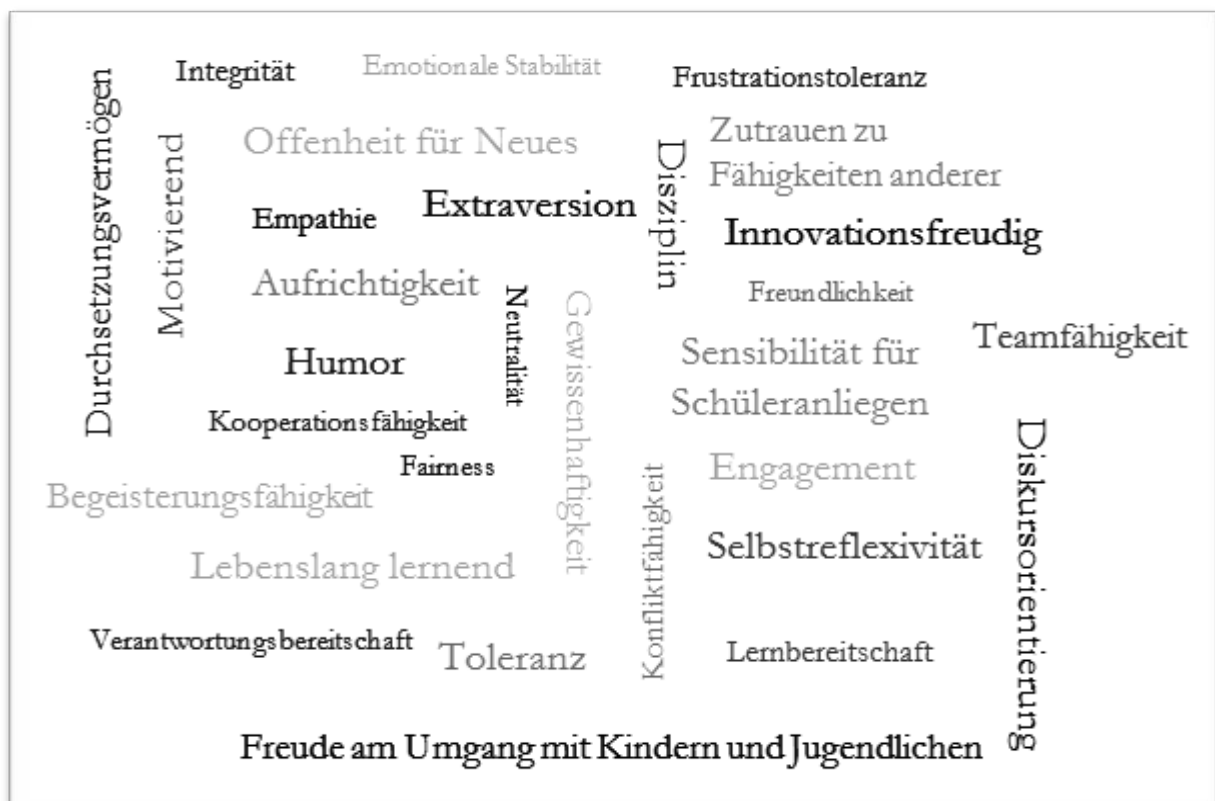 Integrität
Emotionale Stabilität
Frustrationstoleranz
Durchsetzungsvermögen
Motivierend
Offenheit für Neues
Disziplin
Zutrauen zu
Fähigkeiten anderer
Empathie
Extraversion
Innovationsfreudig
Aufrichtigkeit
Neutralität
Gewissenhaftigkeit
Freundlichkeit
Teamfähigkeit
Humor
Sensibilität für
Schüleranliegen
Kooperationsfähigkeit
Fairness
Begeisterungsfähigkeit
Konfliktfähigkeit
Engagement
Diskursorientierung
Lebenslang lernend
Selbstreflexivität
Verantwortungsbereitschaft
Toleranz
Lernbereitschaft
Freude am Umgang mit Kindern und Jugendlichen